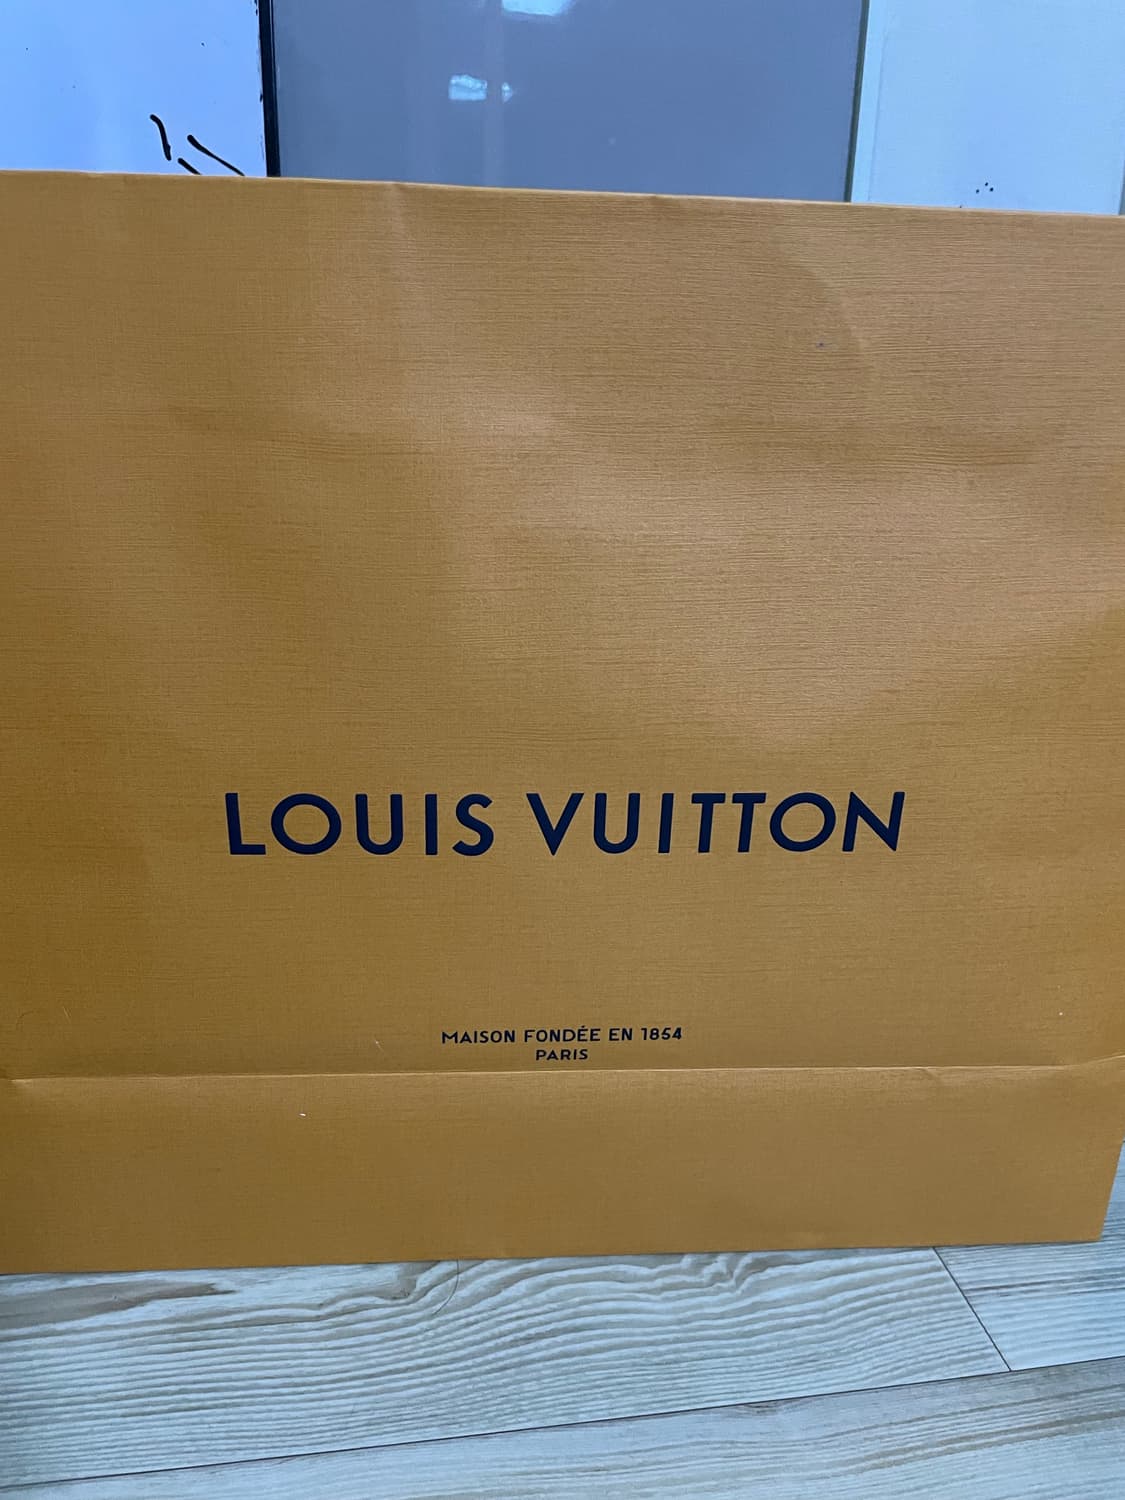 LOUIS VUITTON
MAISON FONDÉE EN 1854
PARIS